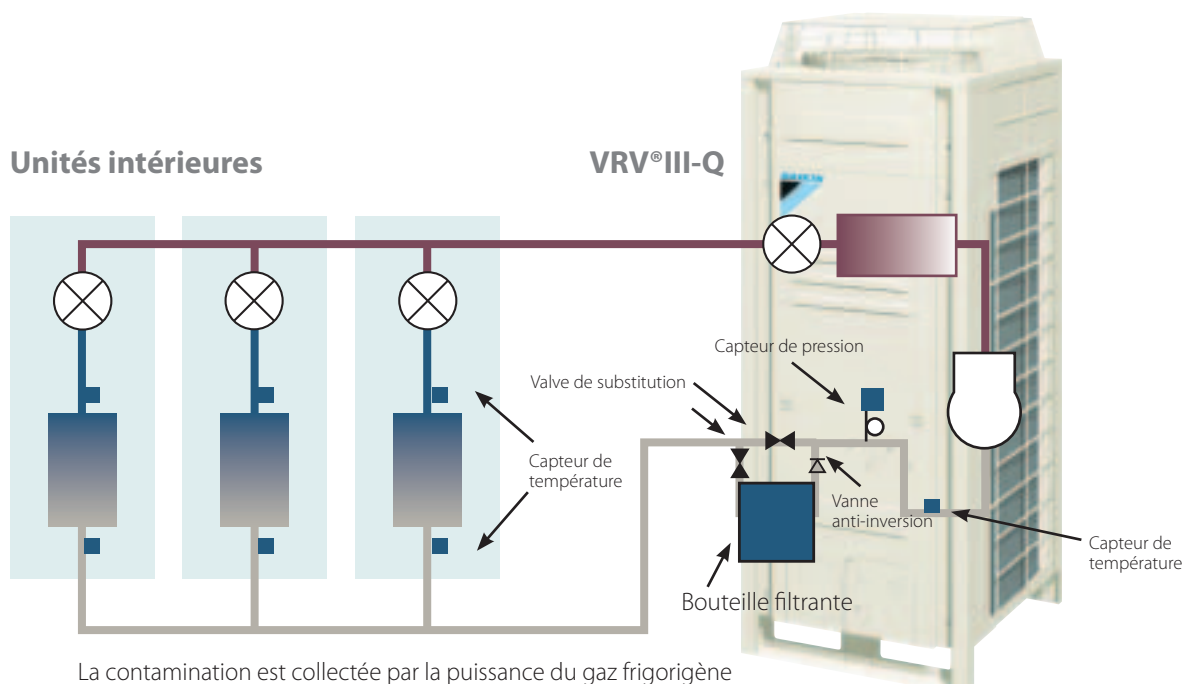 Unités intérieures
VRV®III-Q
DAIKIN
Capteur de pression
Valve de substitution
Capteur de
température
Vanne
anti-inversion
Capteur de
température
Bouteille filtrante
La contamination est collectée par la puissance du gaz frigorigène